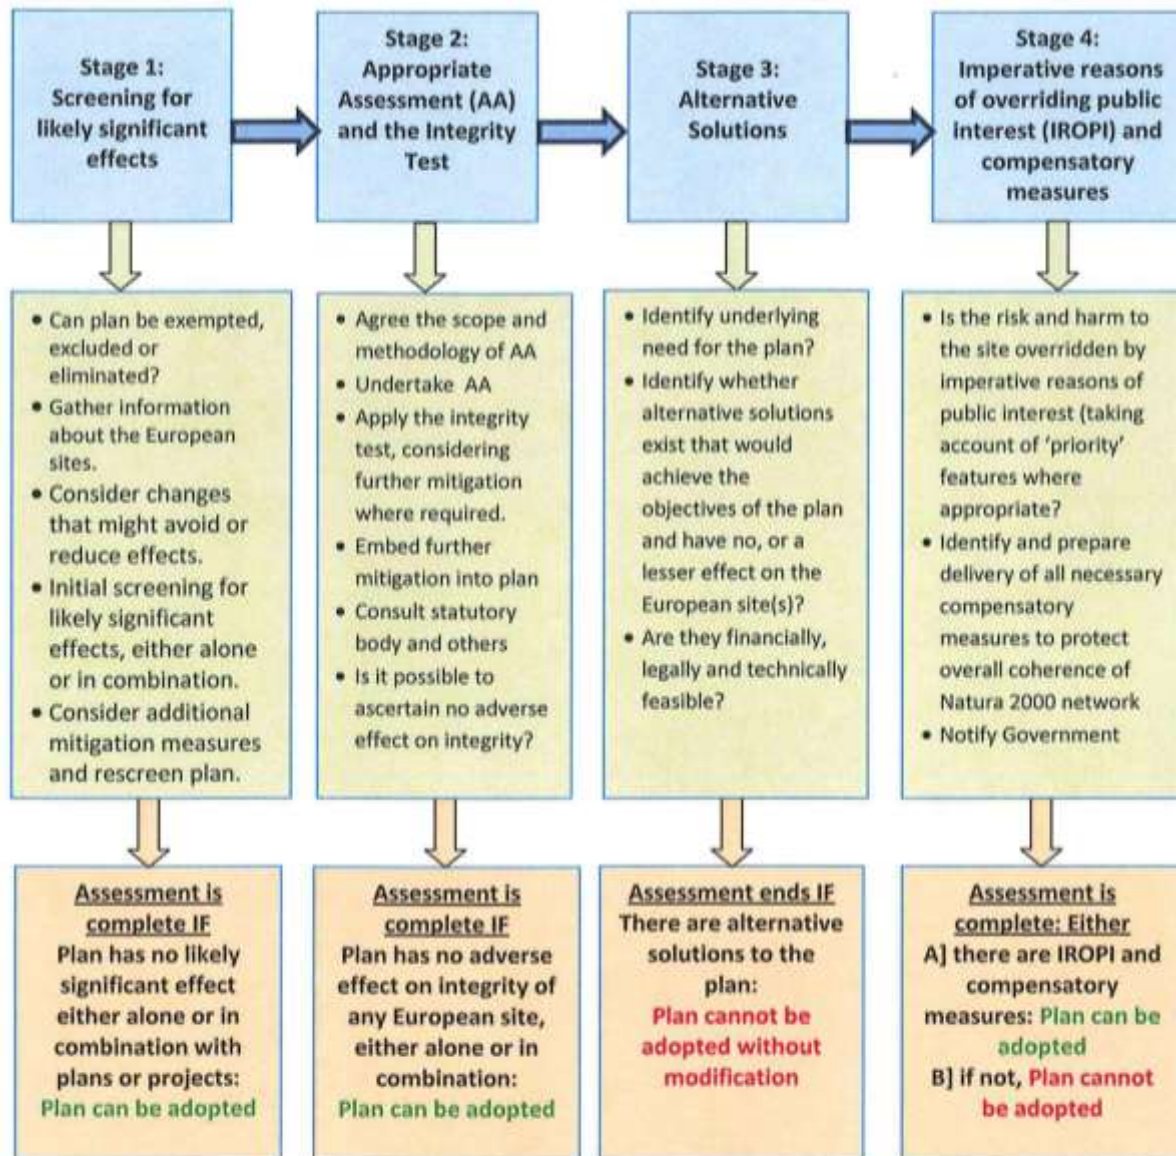 Stage 1:
Screening for
likely significant
effects
Stage 2:
Appropriate
Assessment (AA)
and the Integrity
Test
Stage 3:
Alternative
Solutions
Stage 4:
Imperative reasons
of overriding public
interest (IROPI) and
compensatory
measures
• Can plan be exempted,
excluded or
eliminated?
• Gather information
about the European
sites.
• Consider changes
that might avoid or
reduce effects.
• Initial screening for
likely significant
effects, either alone
or in combination.
• Consider additional
mitigation measures
and rescreen plan.
• Agree the scope and
methodology of AA
• Undertake AA
• Apply the integrity
test, considering
further mitigation
where required.
• Embed further
mitigation into plan
• Consult statutory
body and others
• Is it possible to
ascertain no adverse
effect on integrity?
• Identify underlying
need for the plan?
• Identify whether
alternative solutions
exist that would
achieve the
objectives of the plan
and have no, or a
lesser effect on the
European site(s)?
• Are they financially,
legally and technically
feasible?
• Is the risk and harm to
the site overridden by
imperative reasons of
public interest (taking
account of ‘priority’
features where
appropriate?
• Identify and prepare
delivery of all necessary
compensatory
measures to protect
overall coherence of
Natura 2000 network
• Notify Government
Assessment is
complete IF
Plan has no likely
significant effect
either alone or in
combination with
plans or projects:
Plan can be adopted
Assessment is
complete IF
Plan has no adverse
effect on integrity of
any European site,
either alone or in
combination:
Plan can be adopted
Assessment ends IF
There are alternative
solutions to the
plan:
Plan cannot be
adopted without
modification
Assessment is
complete: Either
A] there are IROPI and
compensatory
measures: Plan can be
adopted
B] if not, Plan cannot
be adopted